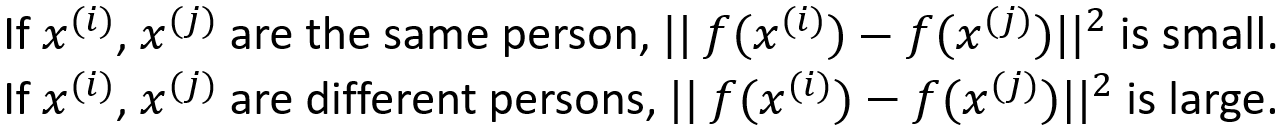 If x⁽ⁱ⁾, x⁽ʲ⁾ are the same person, || f(x⁽ⁱ⁾) − f(x⁽ʲ⁾)||² is small.
If x⁽ⁱ⁾, x⁽ʲ⁾ are different persons, || f(x⁽ⁱ⁾) − f(x⁽ʲ⁾)||² is large.